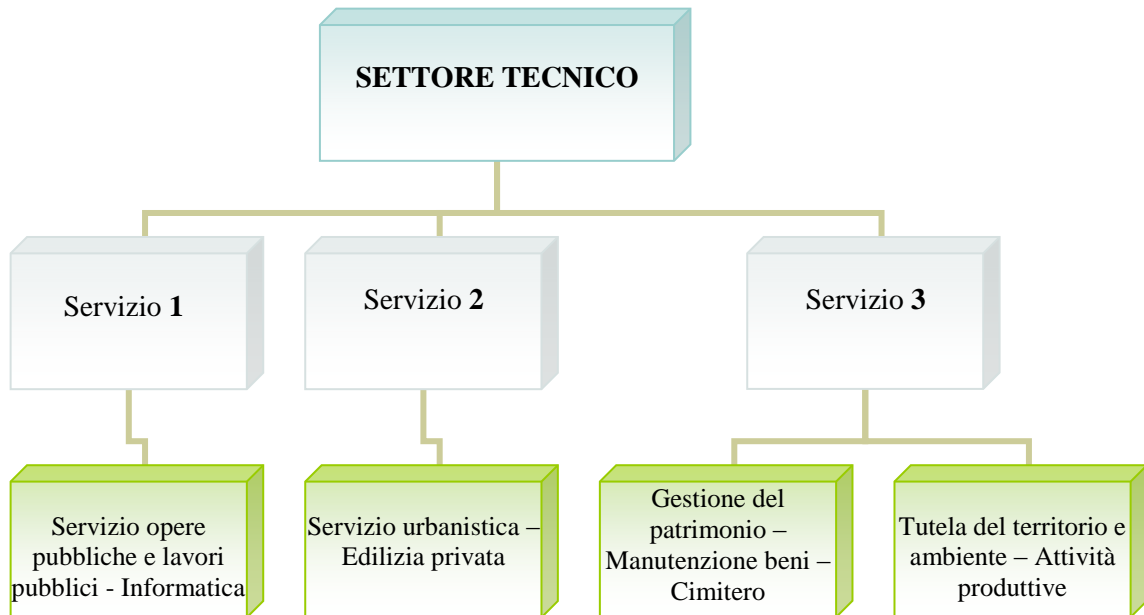 SETTORE TECNICO
Servizio 1
Servizio 2
Servizio 3
Servizio opere
pubbliche e lavori
pubblici - Informatica
Servizio urbanistica –
Edilizia privata
Gestione del
patrimonio –
Manutenzione beni –
Cimitero
Tutela del territorio e
ambiente – Attività
produttive